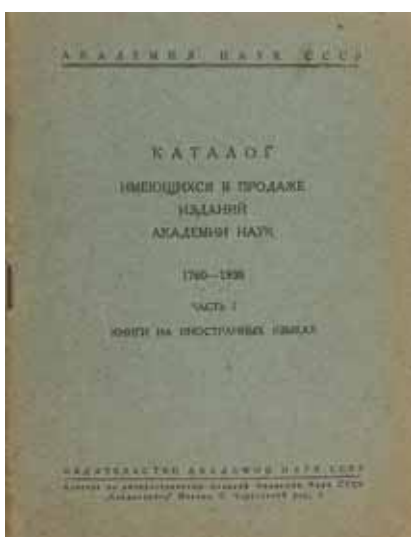 АКАДЕМИЯ НАУК СССР
КАТАЛОГ
ИМЕЮЩИХСЯ В ПРОДАЖЕ
ИЗДАНИЙ
АКАДЕМИИ НАУК
ЧАСТЬ I
КНИГИ НА ИНОСТРАННЫХ ЯЗЫКАХ
ИЗДАТЕЛЬСТВО АКАДЕМИИ НАУК СССР